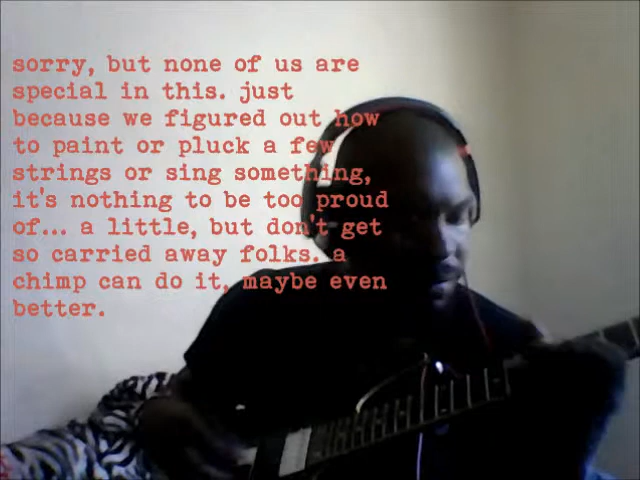 sorry, but none of us are
special in this. just
because we figured out how
to paint or pluck a few
strings or sing something,
it's nothing to be too proud
of... a little, but don't get
so carried away folks. a
chimp can do it, maybe even
better.